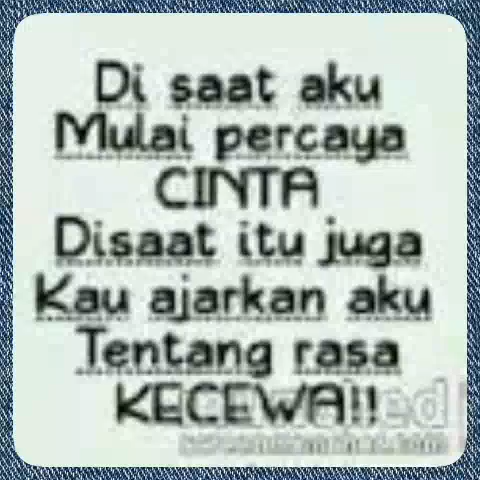 Di saat aku
Mulai percaya
CINTA
Disaat itu juga
Kau ajarkan aku
Tentang rasa
KECEWA!!